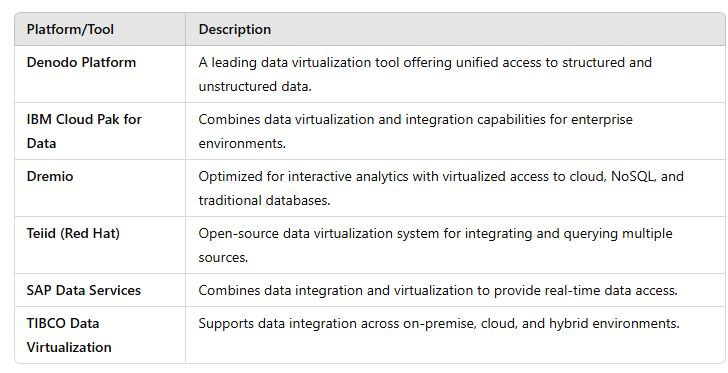 Platform/Tool Description
Denodo Platform A leading data virtualization tool offering unified access to structured and
unstructured data.
IBM Cloud Pak for Combines data virtualization and integration capabilities for enterprise
Data environments.
Dremio Optimized for interactive analytics with virtualized access to cloud, NoSQL, and
traditional databases.
Teiid (Red Hat) Open-source data virtualization system for integrating and querying multiple
sources.
SAP Data Services Combines data integration and virtualization to provide real-time data access.
TIBCO Data Supports data integration across on-premise, cloud, and hybrid environments.
Virtualization